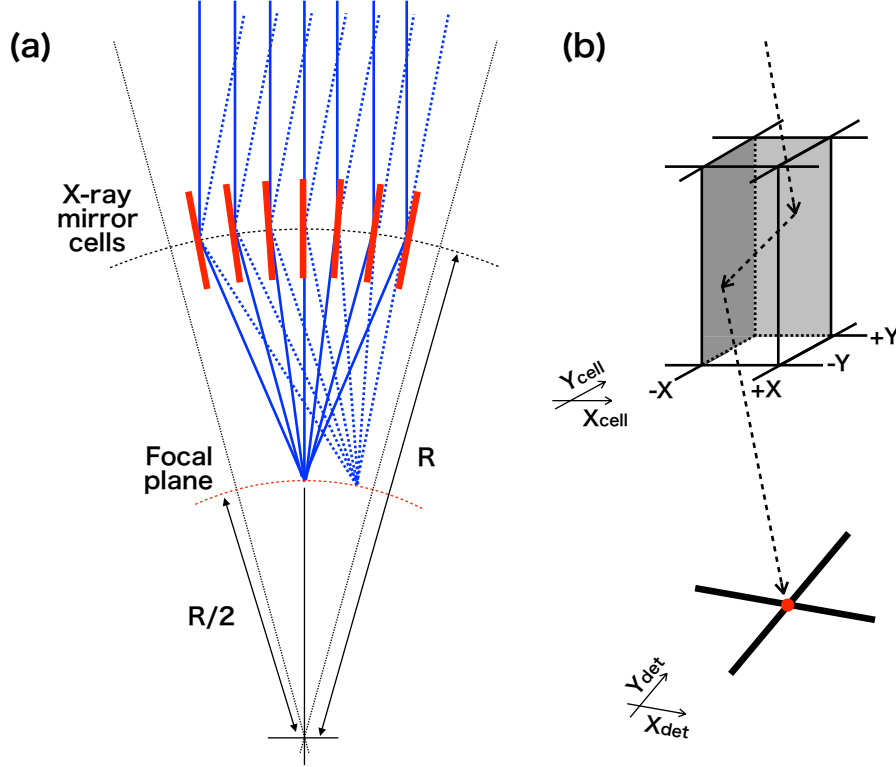 (a)
X-ray
mirror
cells
R
Focal
plane
R/2
(b)
+Y
-Y
-X
+X
Ycell
Xcell
Ydet
Xdet